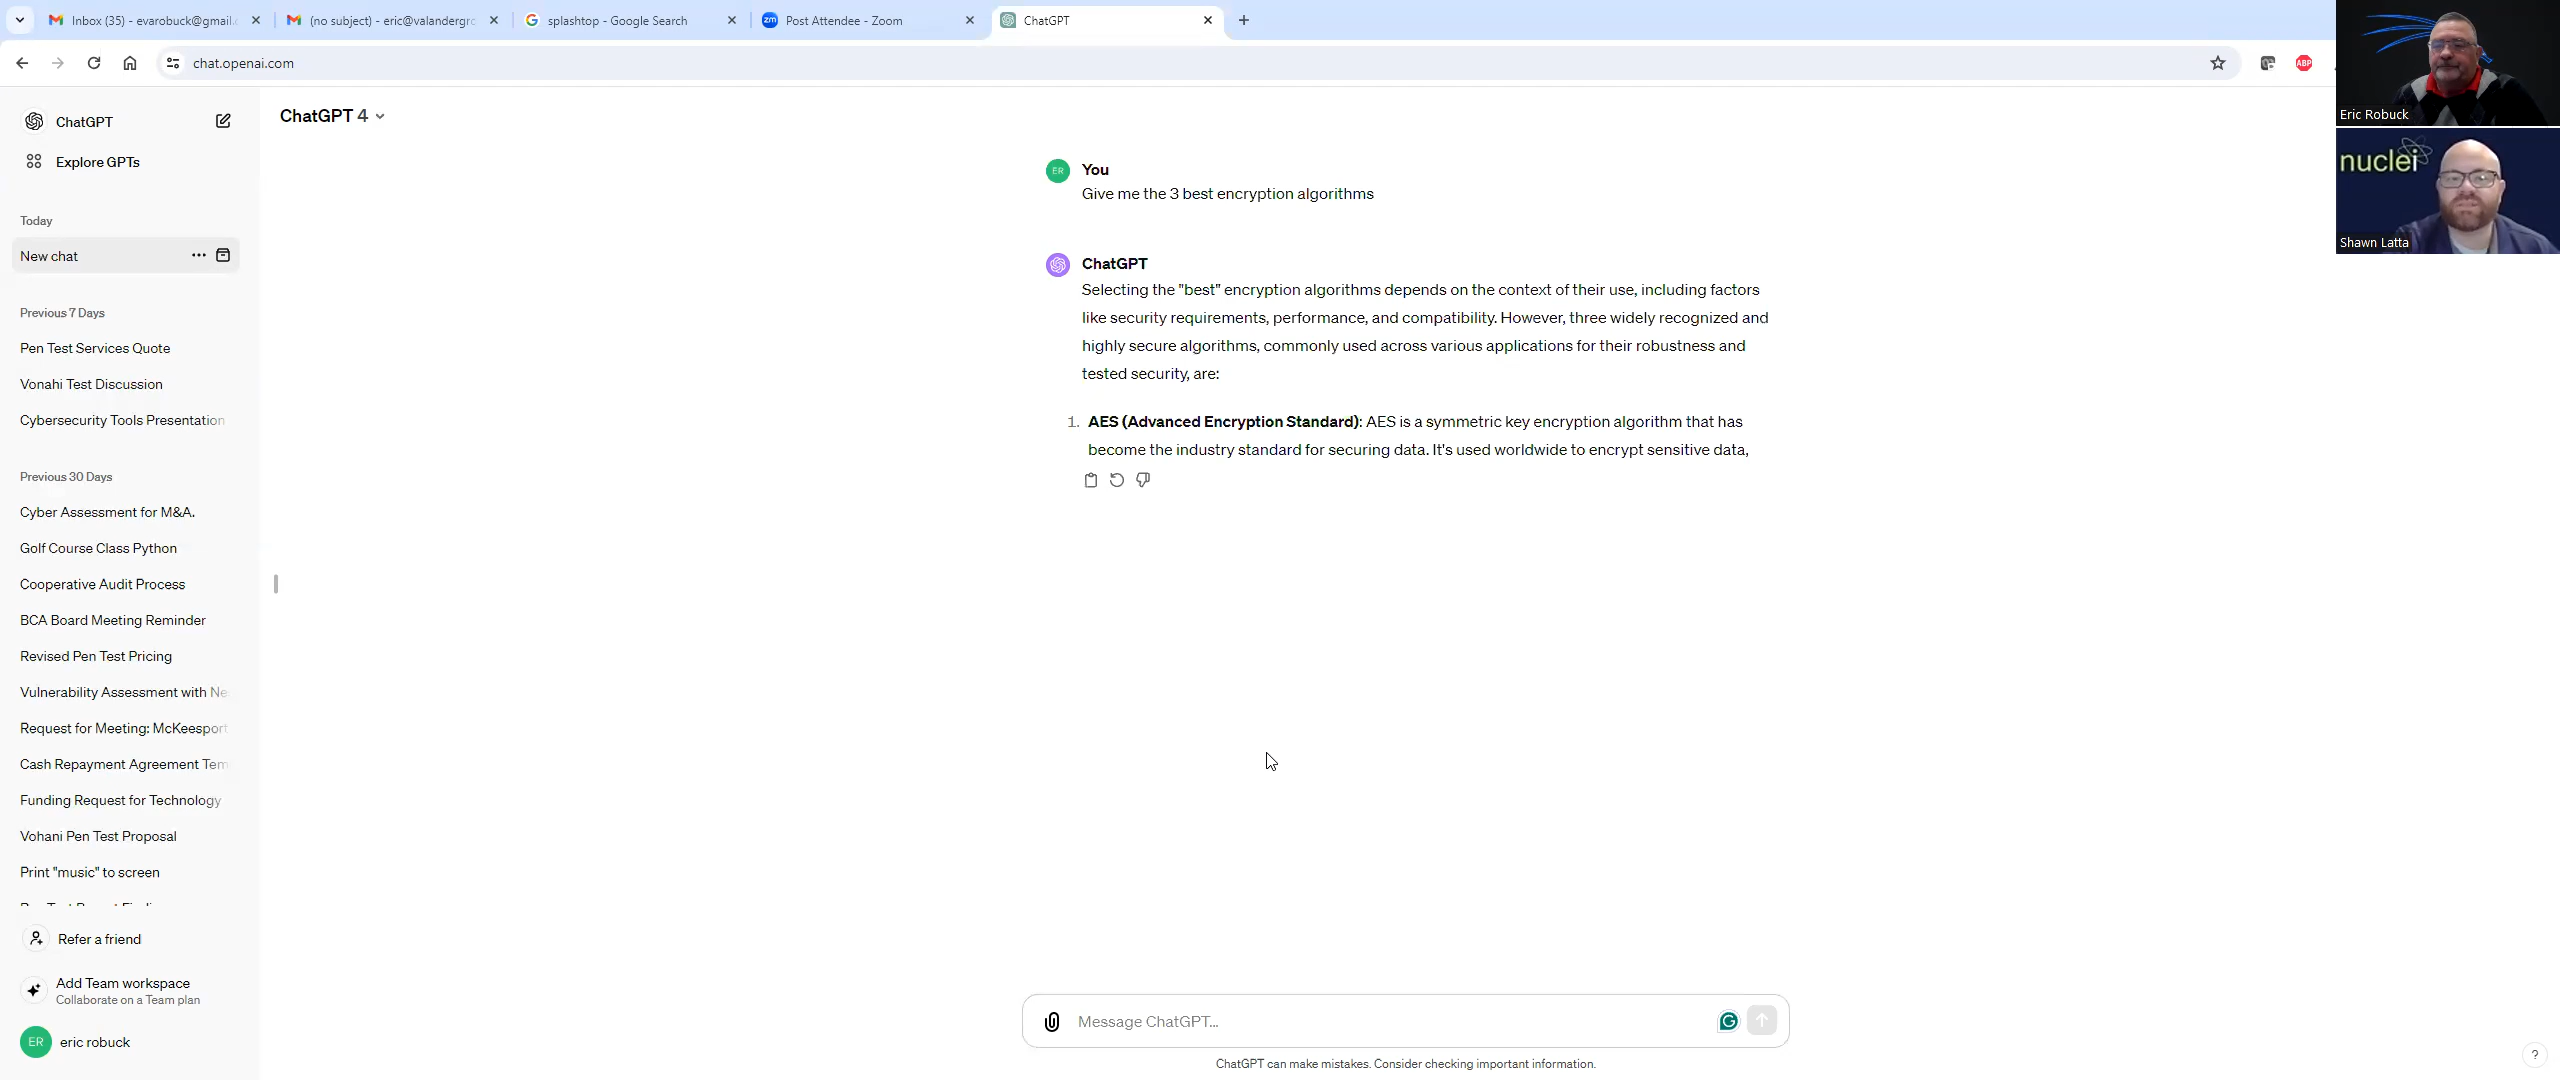 Inbox (35) - evarobuck@gmail.
(no subject) - eric@valandergro
splashtop - Google Search
Post Attendee - Zoom
ChatGPT
chat.openai.com
ABP
ChatGPT
Explore GPTs
Today
New chat
Previous 7 Days
Pen Test Services Quote
Vonahi Test Discussion
Cybersecurity Tools Presentation
Previous 30 Days
Cyber Assessment for M&A.
Golf Course Class Python
Cooperative Audit Process
BCA Board Meeting Reminder
Revised Pen Test Pricing
Vulnerability Assessment with Ne
Request for Meeting: McKeesport
Cash Repayment Agreement Tem
Funding Request for Technology
Vohani Pen Test Proposal
Print "music" to screen
Refer a friend
Add Team workspace
Collaborate on a Team plan
ER
eric robuck
ChatGPT 4
ER
You
Give me the 3 best encryption algorithms
ChatGPT
Selecting the "best" encryption algorithms depends on the context of their use, including factors
like security requirements, performance, and compatibility. However, three widely recognized and
highly secure algorithms, commonly used across various applications for their robustness and
tested security, are:
1. AES (Advanced Encryption Standard): AES is a symmetric key encryption algorithm that has
become the industry standard for securing data. It's used worldwide to encrypt sensitive data,
Message ChatGPT...
ChatGPT can make mistakes. Consider checking important information.
?
Eric Robuck
nuclei
Shawn Latta